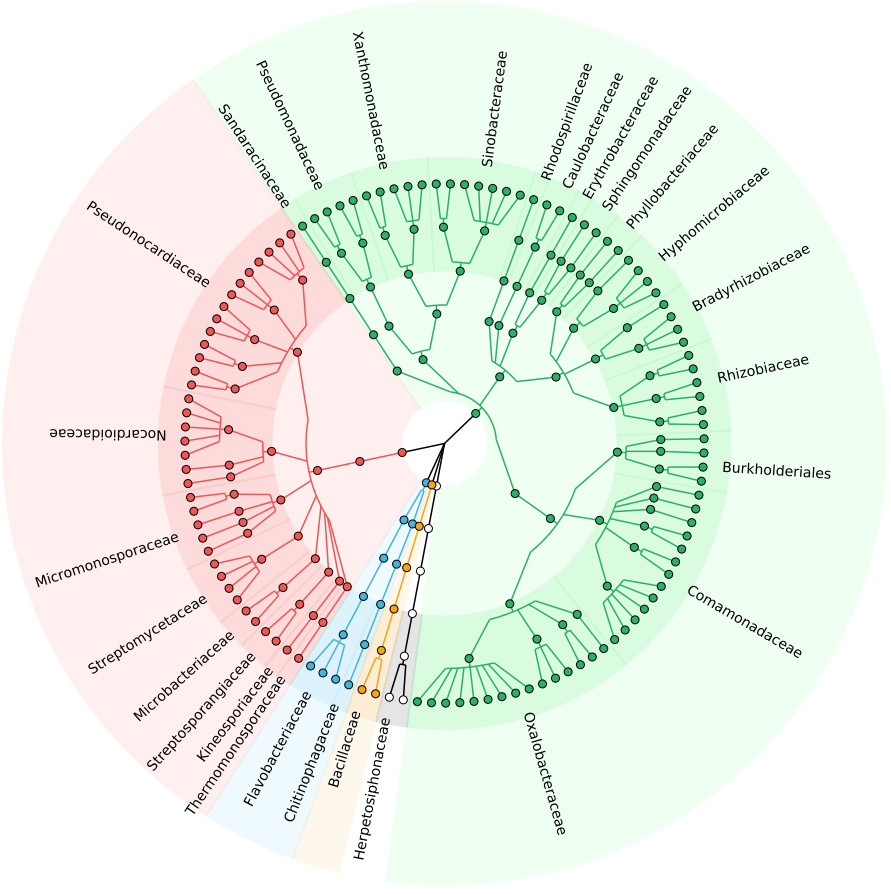 Sandaracinaceae
Pseudomonadaceae
Xanthomonadaceae
Sinobacteraceae
Rhodospirillaceae
Caulobacteraceae
Erythrobacteraceae
Sphingomonadaceae
Phyllobacteriaceae
Hyphomicrobiaceae
Bradyrhizobiaceae
Rhizobiaceae
Burkholderiales
Comamonadaceae
Oxalobacteraceae
Herpetosiphonaceae
Bacillaceae
Chitinophagaceae
Flavobacteriaceae
Thermomonosporaceae
Kineosporiaceae
Streptosporangiaceae
Microbacteriaceae
Streptomycetaceae
Micromonosporaceae
Nocardioidaceae
Pseudonocardiaceae